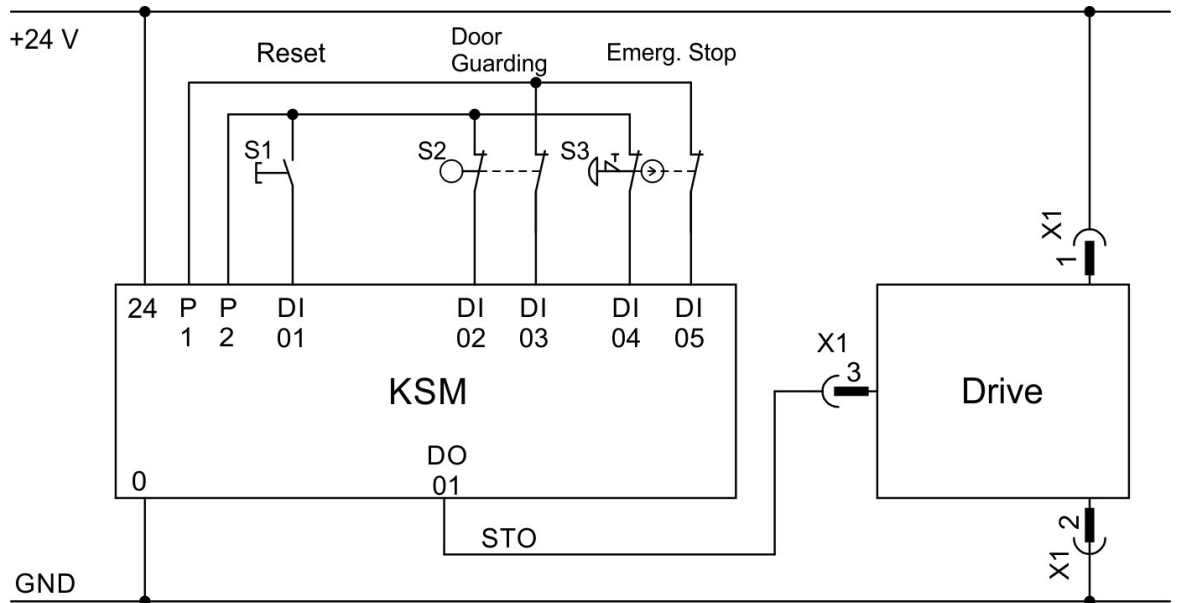 +24 V
Reset
Door
Guarding
Emerg. Stop
S1
S2
S3
X1
1
24 P P DI DI DI DI DI
1 2 01 02 03 04 05
X1
3
KSM
Drive
DO
0
01
STO
2
X1
GND